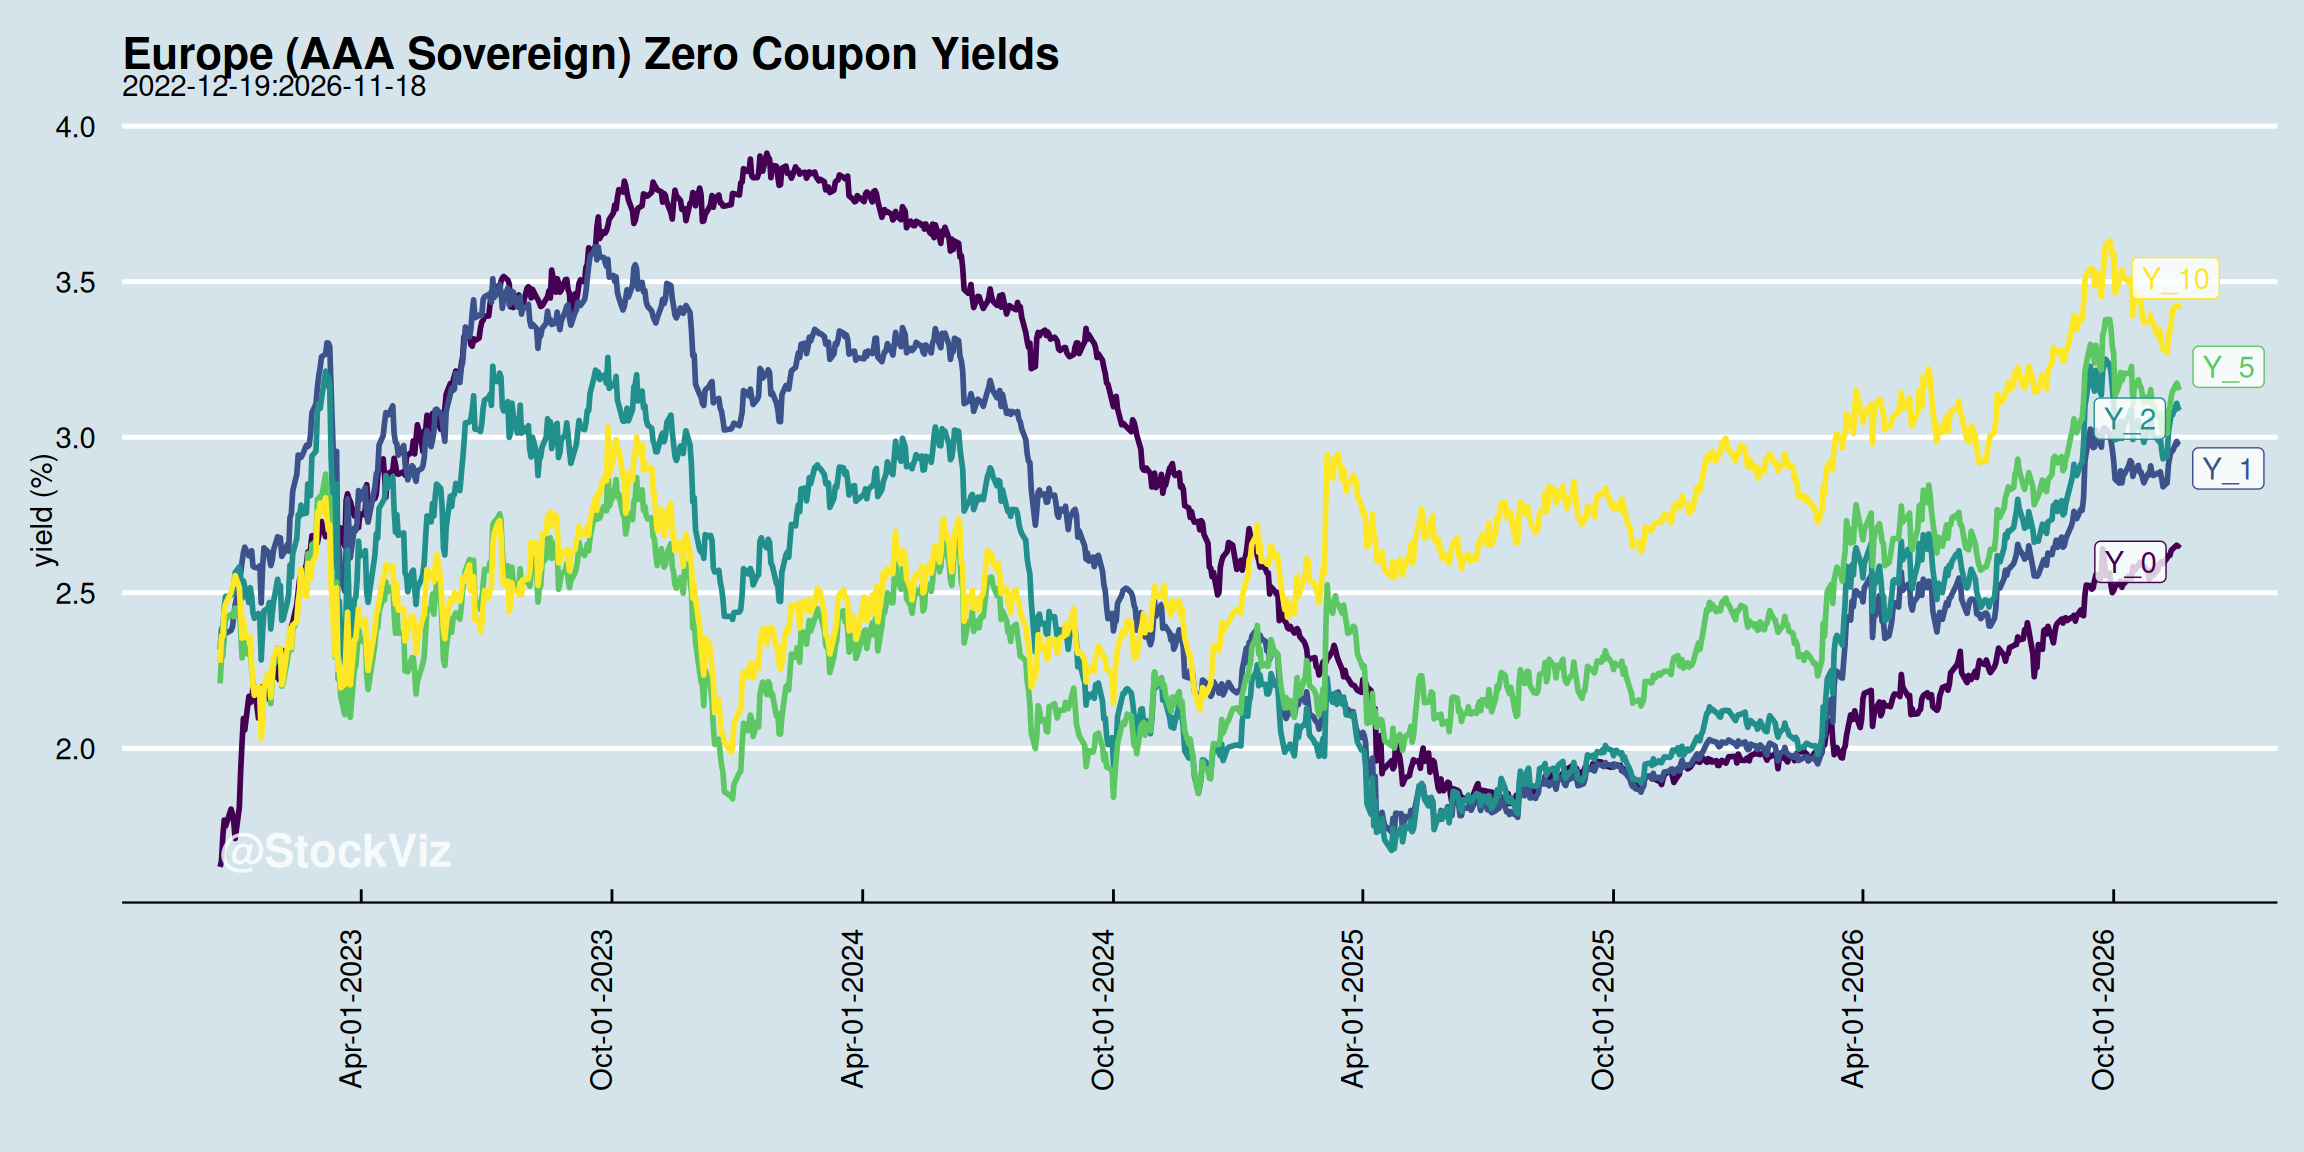 Europe (AAA Sovereign) Zero Coupon Yields
2022-12-19:2026-11-18
4.0
3.5
3.0
2.5
2.0
yield (%)
Y_10
Y_5
Y_2
Y_1
Y_0
@StockViz
Apr-01-2023
Oct-01-2023
Apr-01-2024
Oct-01-2024
Apr-01-2025
Oct-01-2025
Apr-01-2026
Oct-01-2026